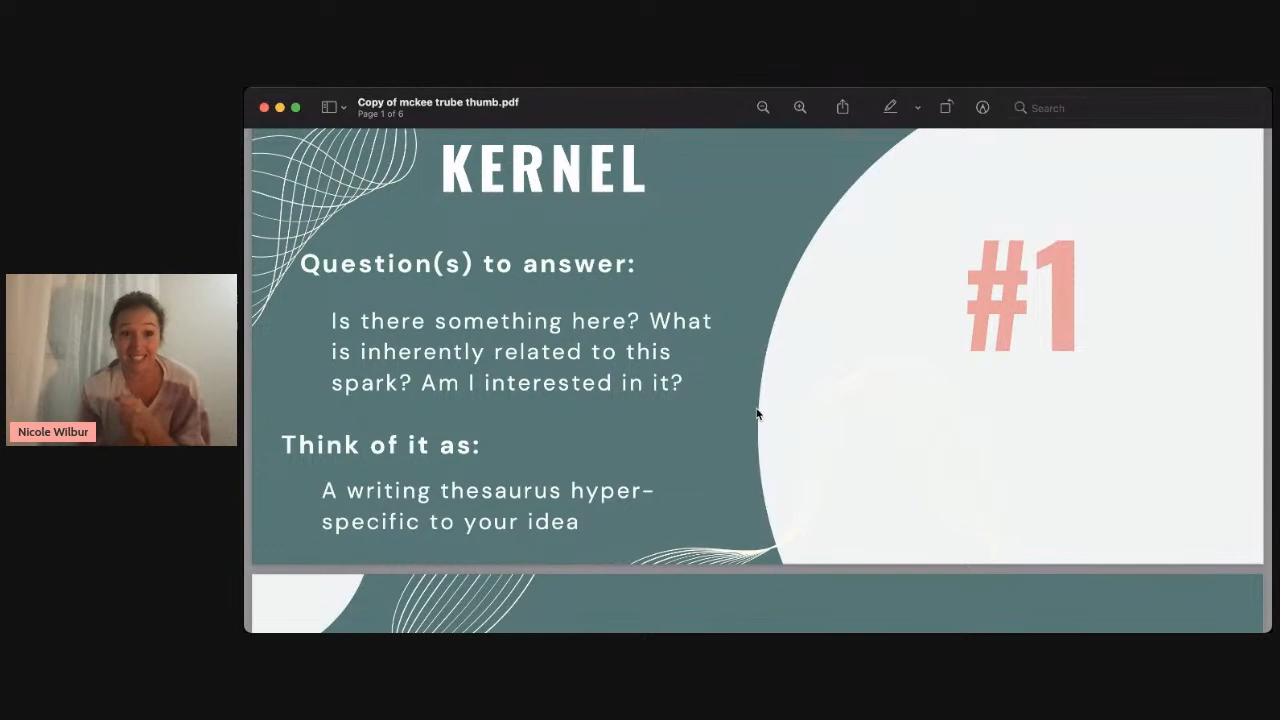 Copy of mckee trube thumb.pdf
Page 1 of 6
Search
KERNEL
#1
Question(s) to answer:
Is there something here? What
is inherently related to this
spark? Am I interested in it?
Think of it as:
A writing thesaurus hyper-
specific to your idea
Nicole Wilbur